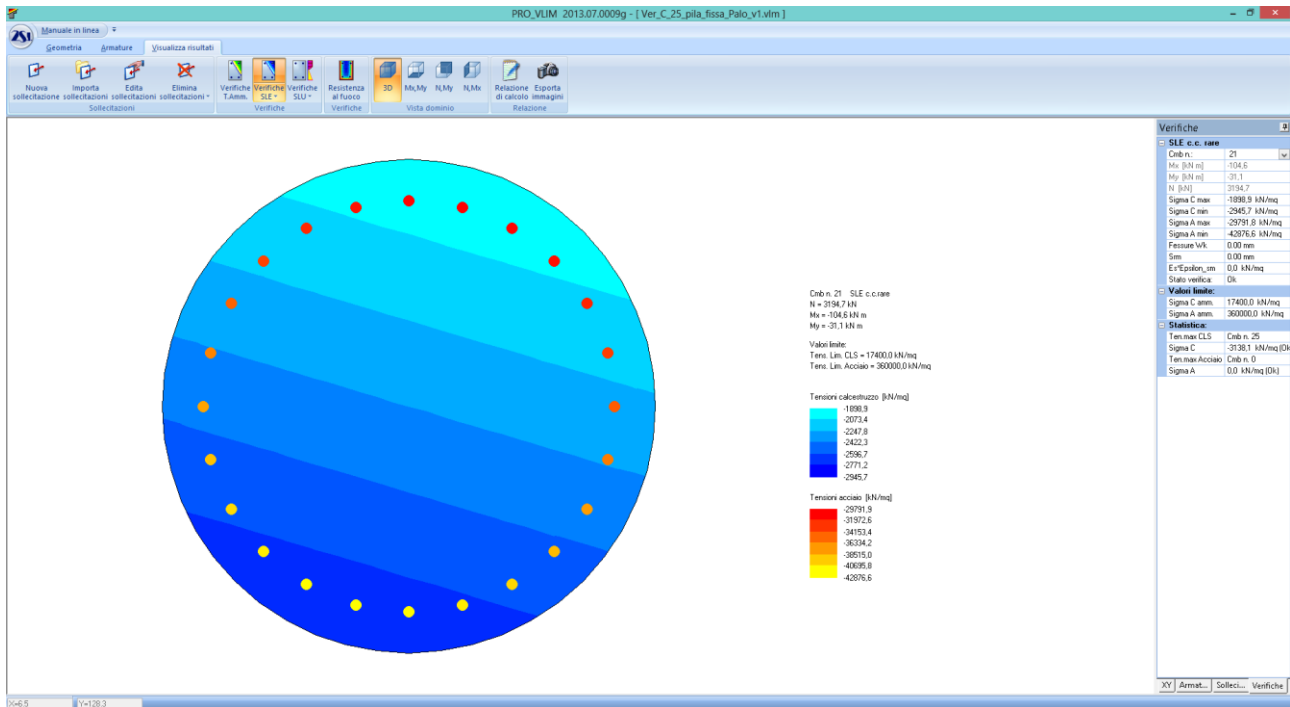 PRO_VLIM 2013.07.0009g - [ Ver_C_25_pila_fissa_Palo_v1.vlm ]
2SI
Manuale in linea
Geometria Armature Visualizza risultati
Nuova sollecitazione
Importa sollecitazioni
Edita sollecitazioni
Elimina sollecitazioni
Verifiche T.Amm.
Verifiche SLE
Verifiche SLU
Resistenza al fuoco
3D
Mx,My
N,My
N,Mx
Relazione di calcolo
Esporta immagini
Sollecitazioni
Verifiche
Verifiche
Vista dominio
Relazione
Cmb n. 21 SLE c.c.rare
N = 3194,7 kN
Mx = -104,6 kN m
My = -31,1 kN m
Valori limite:
Tens. Lim. CLS = 17400,0 kN/mq
Tens. Lim. Acciaio = 360000,0 kN/mq
Tensioni calcestruzzo [kN/mq]
-1898,9
-2073,4
-2247,8
-2422,3
-2596,7
-2771,2
-2945,7
Tensioni acciaio [kN/mq]
-29791,9
-31972,6
-34153,4
-36334,2
-38515,0
-40695,8
-42876,6
Verifiche
SLE c.c. rare
Cmb n.: 21
Mx [kN m] -104,6
My [kN m] -31,1
N [kN] 3194,7
Sigma C max -1898,9 kN/mq
Sigma C min -2945,7 kN/mq
Sigma A max -29791,8 kN/mq
Sigma A min -42876,6 kN/mq
Fessure Wk 0.00 mm
Srm 0.00 mm
Es*Epsilon_sm 0,0 kN/mq
Stato verifica: Ok
Valori limite:
Sigma C amm. 17400,0 kN/mq
Sigma A amm. 360000,0 kN/mq
Statistica:
Ten.max CLS Cmb n. 25
Sigma C -3138,1 kN/mq (Ok
Ten.max Acciaio Cmb n. 0
Sigma A 0,0 kN/mq (Ok)
XY Armat... Solleci... Verifiche
X=6.5 Y=128.3